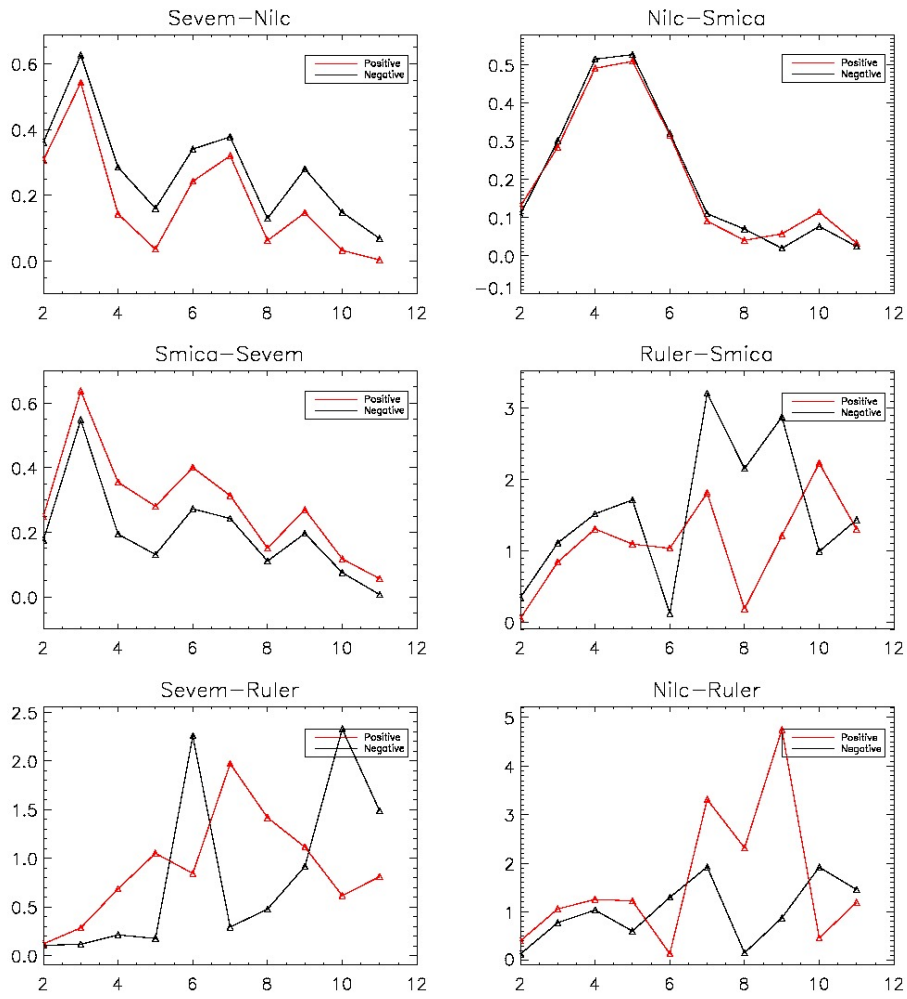 Sevem-Nilc
Positive
Negative
0.6
0.4
0.2
0.0
2 4 6 8 10 12
Nilc-Smica
Positive
Negative
0.5
0.4
0.3
0.2
0.1
0.0
-0.1
2 4 6 8 10 12
Smica-Sevem
Positive
Negative
0.6
0.4
0.2
0.0
2 4 6 8 10 12
Ruler-Smica
Positive
Negative
3
2
1
0
2 4 6 8 10 12
Sevem-Ruler
Positive
Negative
2.5
2.0
1.5
1.0
0.5
0.0
2 4 6 8 10 12
Nilc-Ruler
Positive
Negative
5
4
3
2
1
0
2 4 6 8 10 12